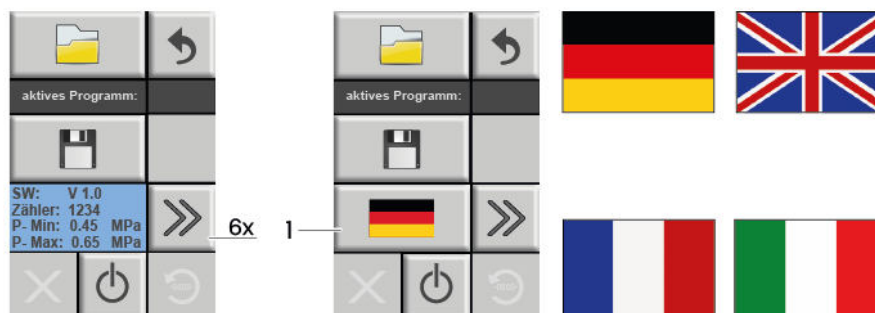 aktives Programm:
SW: V 1.0
Zähler: 1234
P- Min: 0.45 MPa
P- Max: 0.65 MPa
6x
aktives Programm:
1